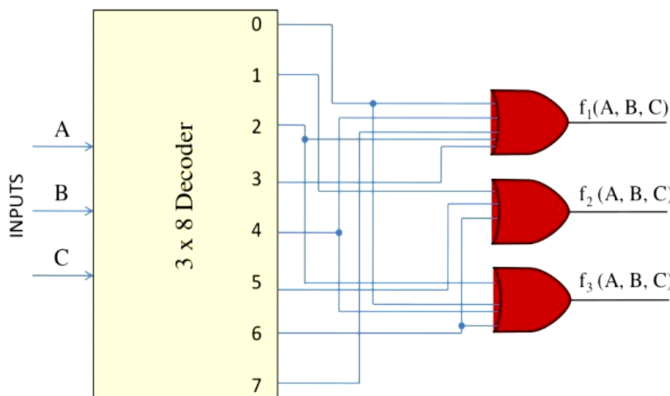 0
1
2
3
4
5
6
7
A
B
C
INPUTS
3 x 8 Decoder
f₁(A, B, C)
f₂ (A, B, C)
f₃ (A, B, C)